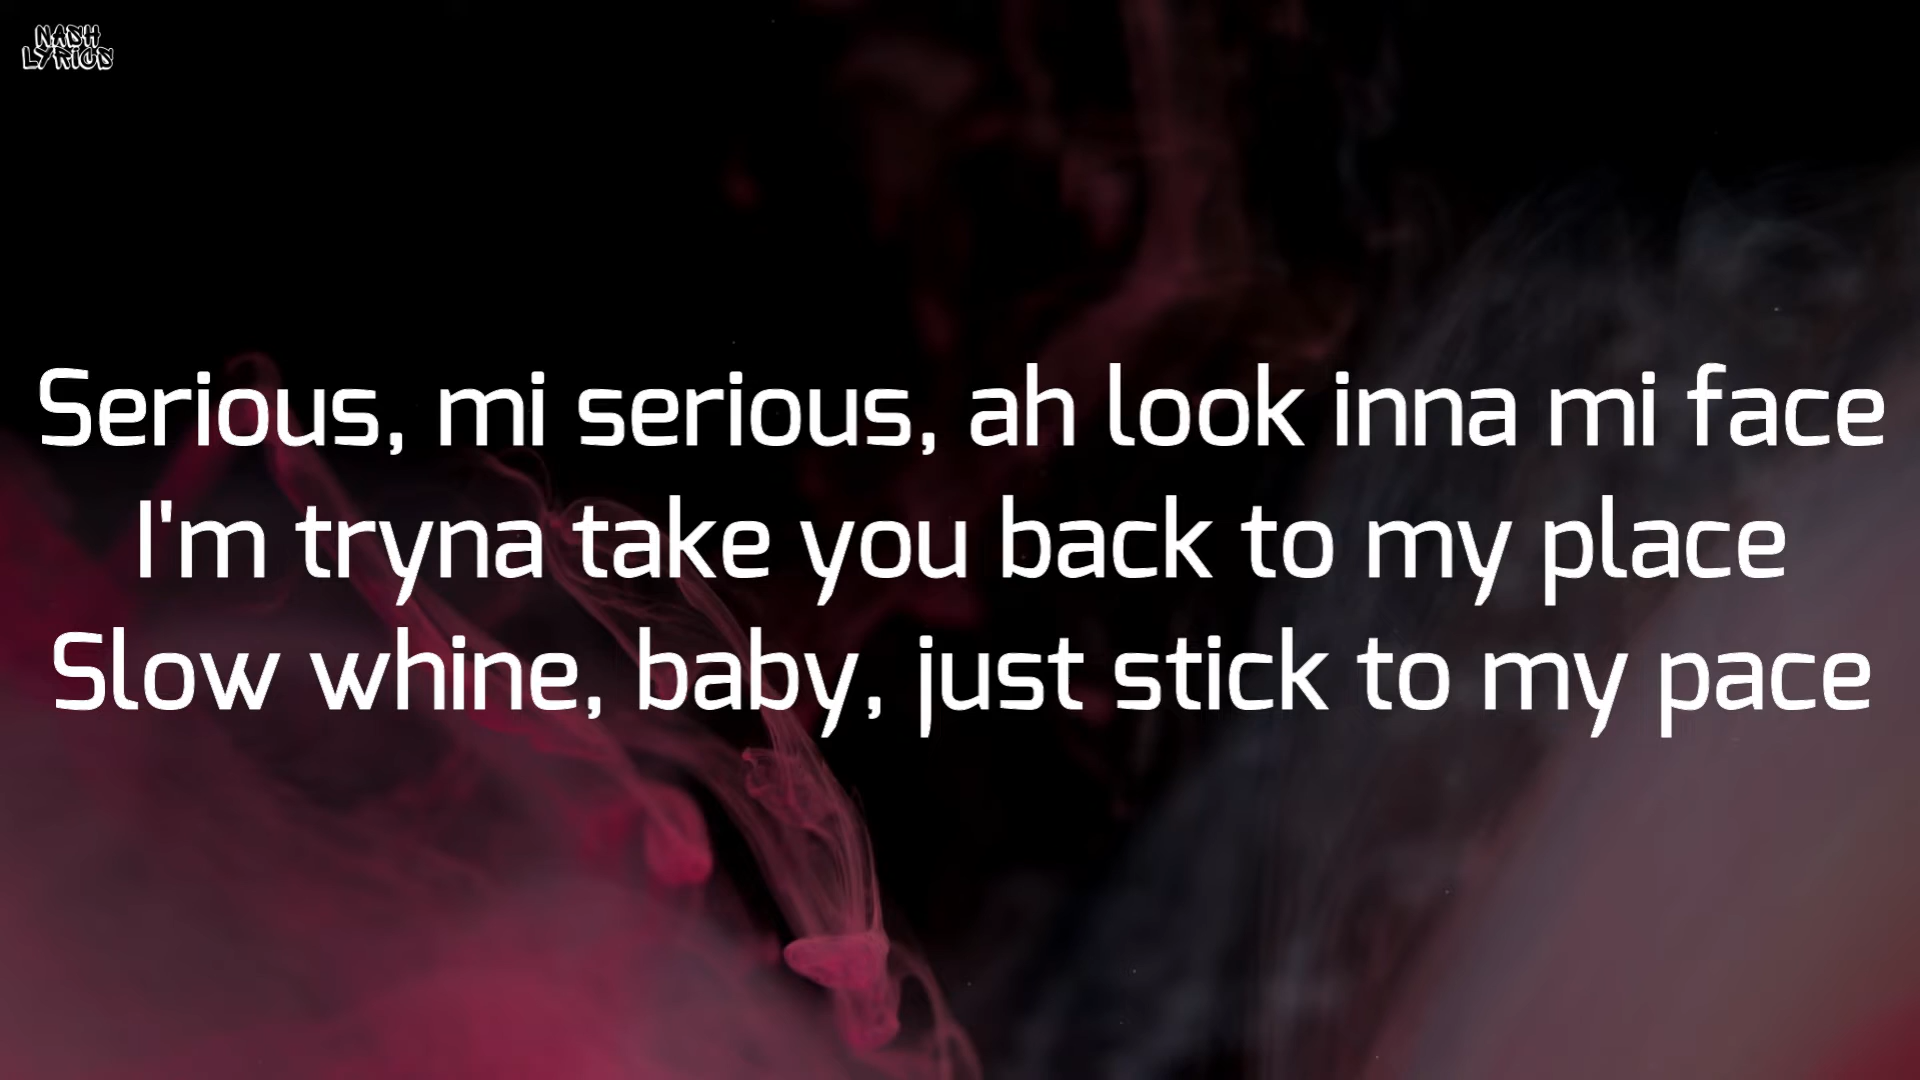 NASH
LYRICS
Serious, mi serious, ah look inna mi face
I'm tryna take you back to my place
Slow whine, baby, just stick to my pace